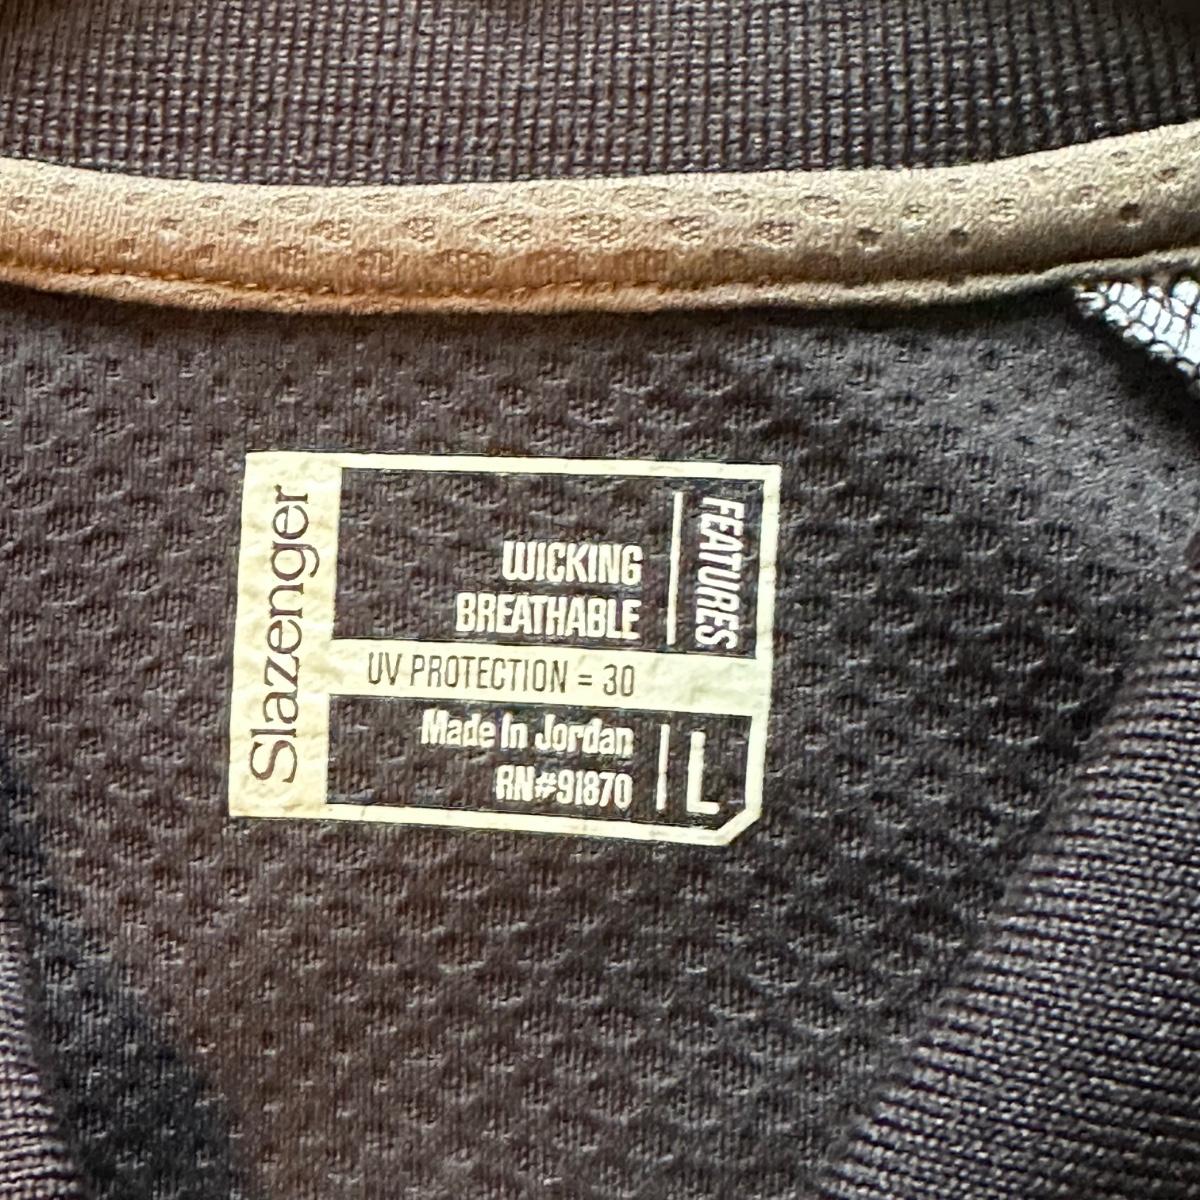 Slazenger
FEATURES
WICKING
BREATHABLE
UV PROTECTION = 30
Made In Jordan
RN#91870
L